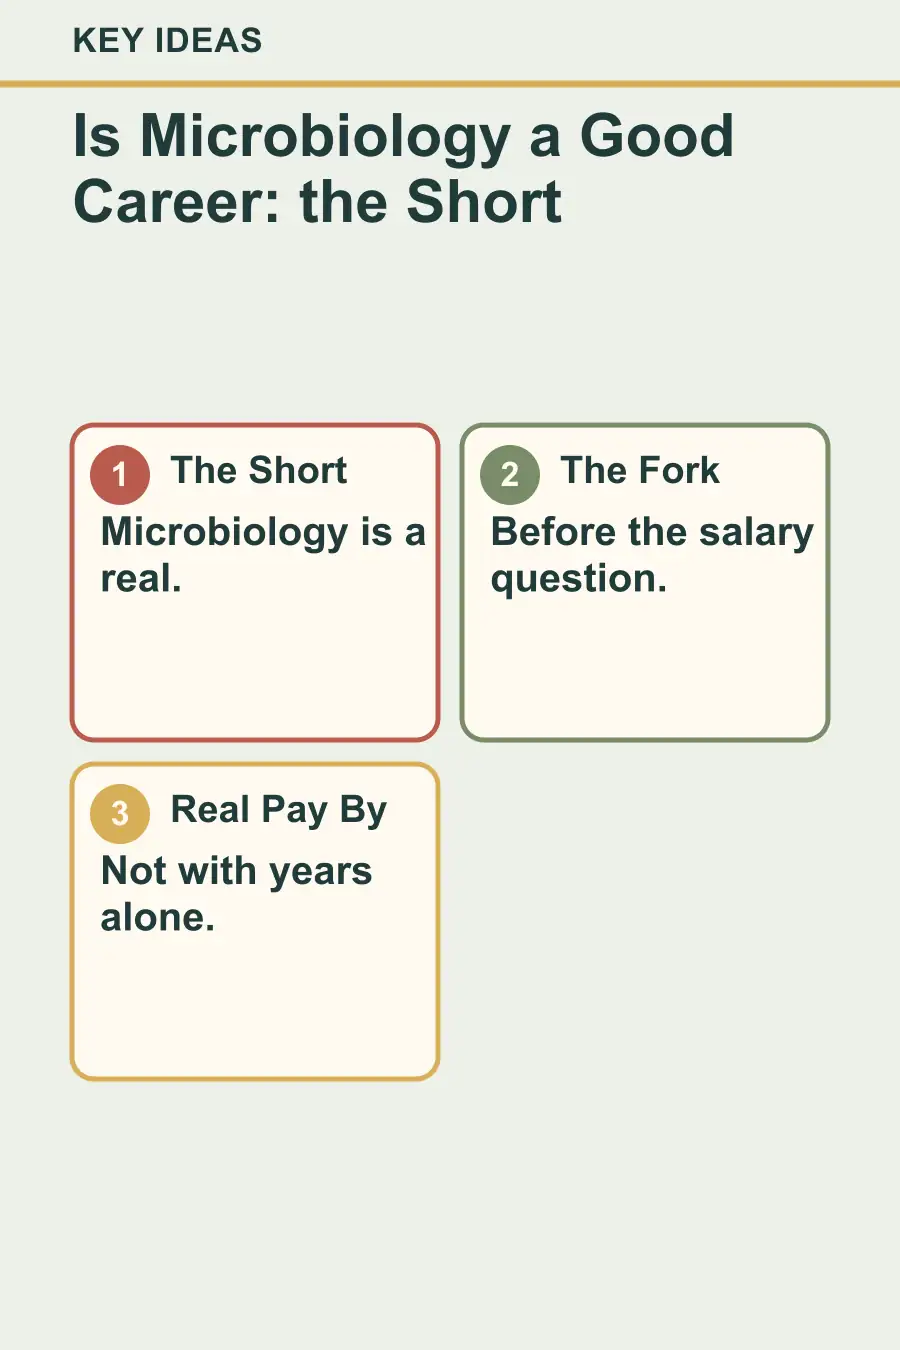 KEY IDEAS
Is Microbiology a Good
Career: the Short
1 The Short
Microbiology is a
real.
2 The Fork
Before the salary
question.
3 Real Pay By
Not with years
alone.